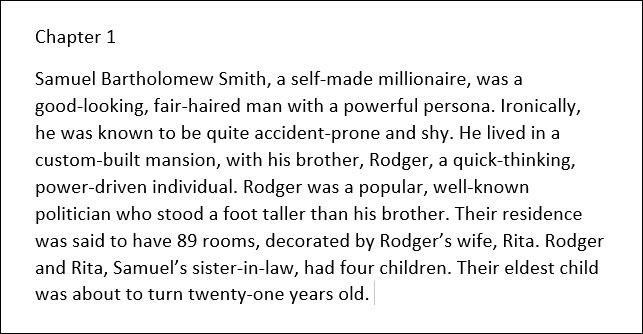 Chapter 1
Samuel Bartholomew Smith, a self-made millionaire, was a
good-looking, fair-haired man with a powerful persona. Ironically,
he was known to be quite accident-prone and shy. He lived in a
custom-built mansion, with his brother, Rodger, a quick-thinking,
power-driven individual. Rodger was a popular, well-known
politician who stood a foot taller than his brother. Their residence
was said to have 89 rooms, decorated by Rodger’s wife, Rita. Rodger
and Rita, Samuel’s sister-in-law, had four children. Their eldest child
was about to turn twenty-one years old.